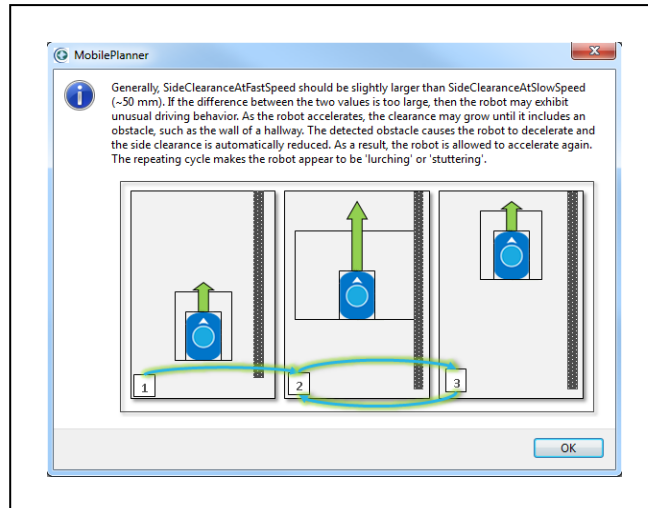 MobilePlanner
Generally, SideClearanceAtFastSpeed should be slightly larger than SideClearanceAtSlowSpeed
(~50 mm). If the difference between the two values is too large, then the robot may exhibit
unusual driving behavior. As the robot accelerates, the clearance may grow until it includes an
obstacle, such as the wall of a hallway. The detected obstacle causes the robot to decelerate and
the side clearance is automatically reduced. As a result, the robot is allowed to accelerate again.
The repeating cycle makes the robot appear to be 'lurching' or 'stuttering'.
1
2
3
OK